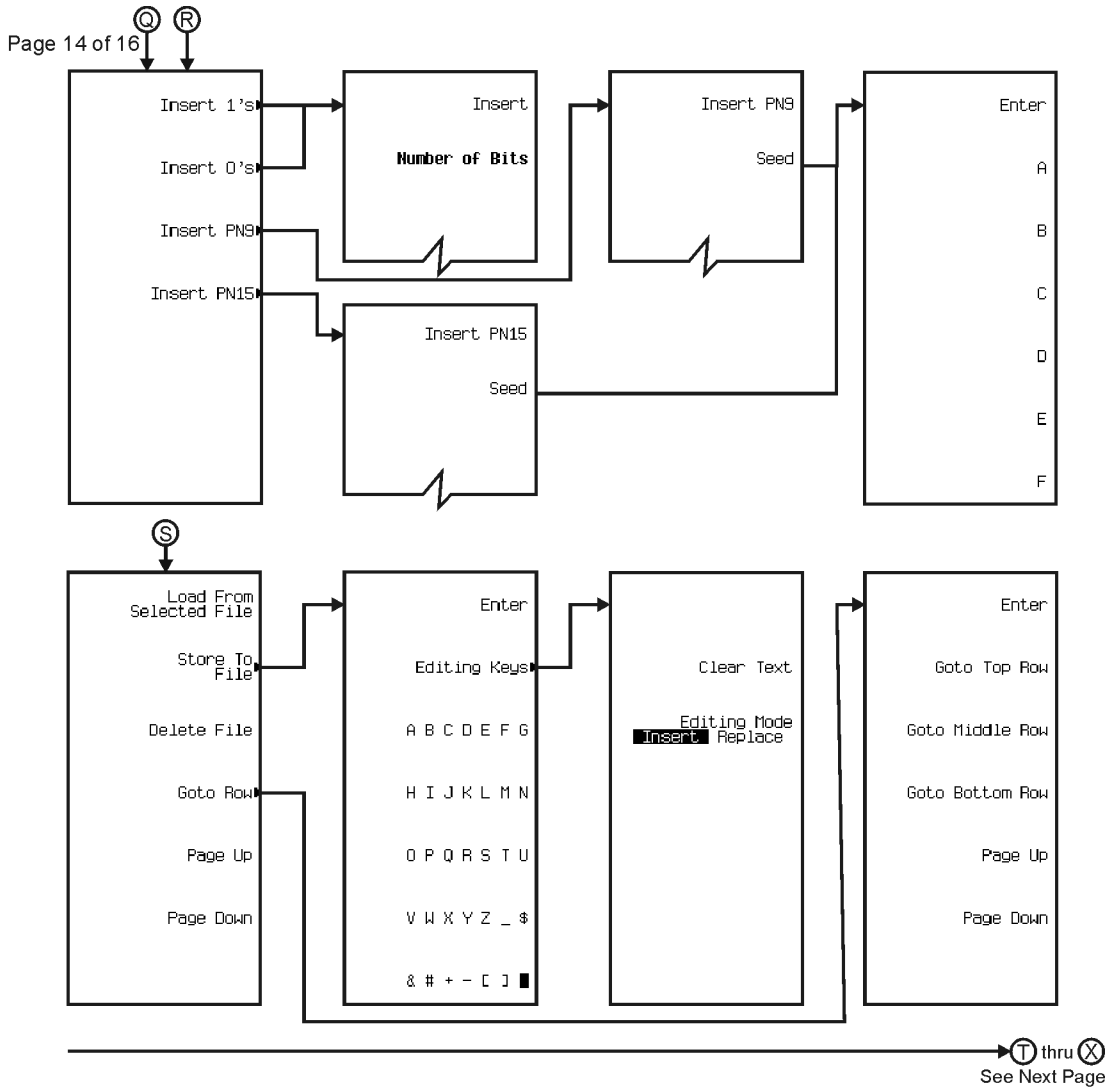 Q R
Page 14 of 16
Insert 1's
Insert 0's
Insert PN9
Insert PN15
Insert
Number of Bits
Insert PN9
Seed
Insert PN15
Seed
Enter
A
B
C
D
E
F
S
Load From
Selected File
Store To
File
Delete File
Goto Row
Page Up
Page Down
Enter
Editing Keys
A B C D E F G
H I J K L M N
O P Q R S T U
V W X Y Z _ $
& # + - [ ]
Clear Text
Editing Mode
Insert Replace
Enter
Goto Top Row
Goto Middle Row
Goto Bottom Row
Page Up
Page Down
T thru X
See Next Page